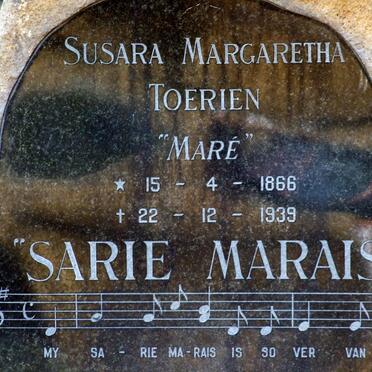 SUSARA MARGARETHA
TOERIEN
"MARÉ"
★ 15 - 4 - 1866
† 22 - 12 - 1939
"SARIE MARAIS
MY SA - RIE MA-RAIS IS SO VER VAN